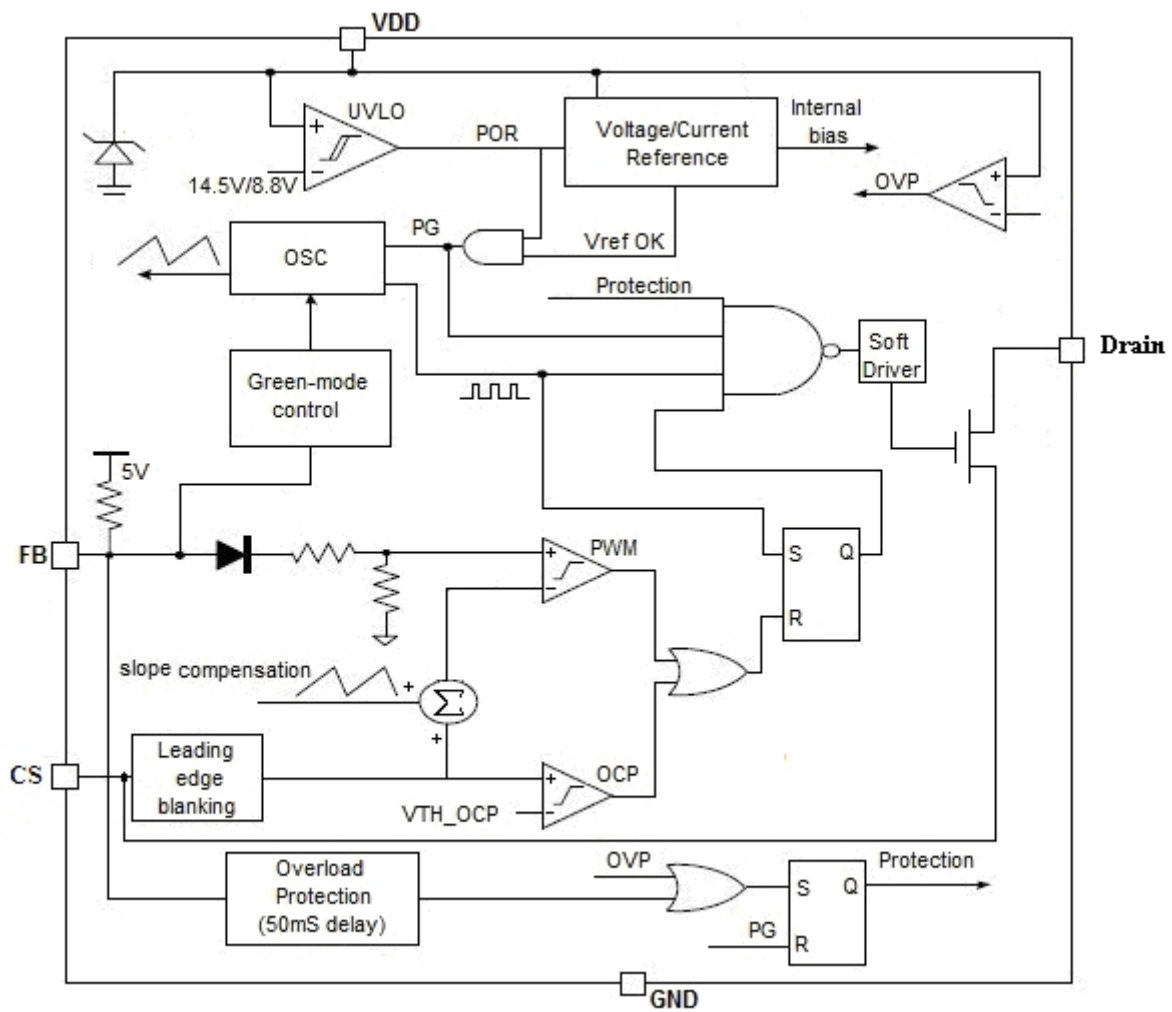 VDD
UVLO
POR
Voltage/Current
Reference
Internal
bias
+
-
14.5V/8.8V
OVP
+
-
PG
Vref OK
OSC
Protection
Soft
Driver
Drain
Green-mode
control
5V
FB
+
-
PWM
S Q
R
slope compensation
+
Σ
+
CS
Leading
edge
blanking
+
-
OCP
VTH_OCP
Overload
Protection
(50mS delay)
OVP
Protection
S Q
PG
R
GND